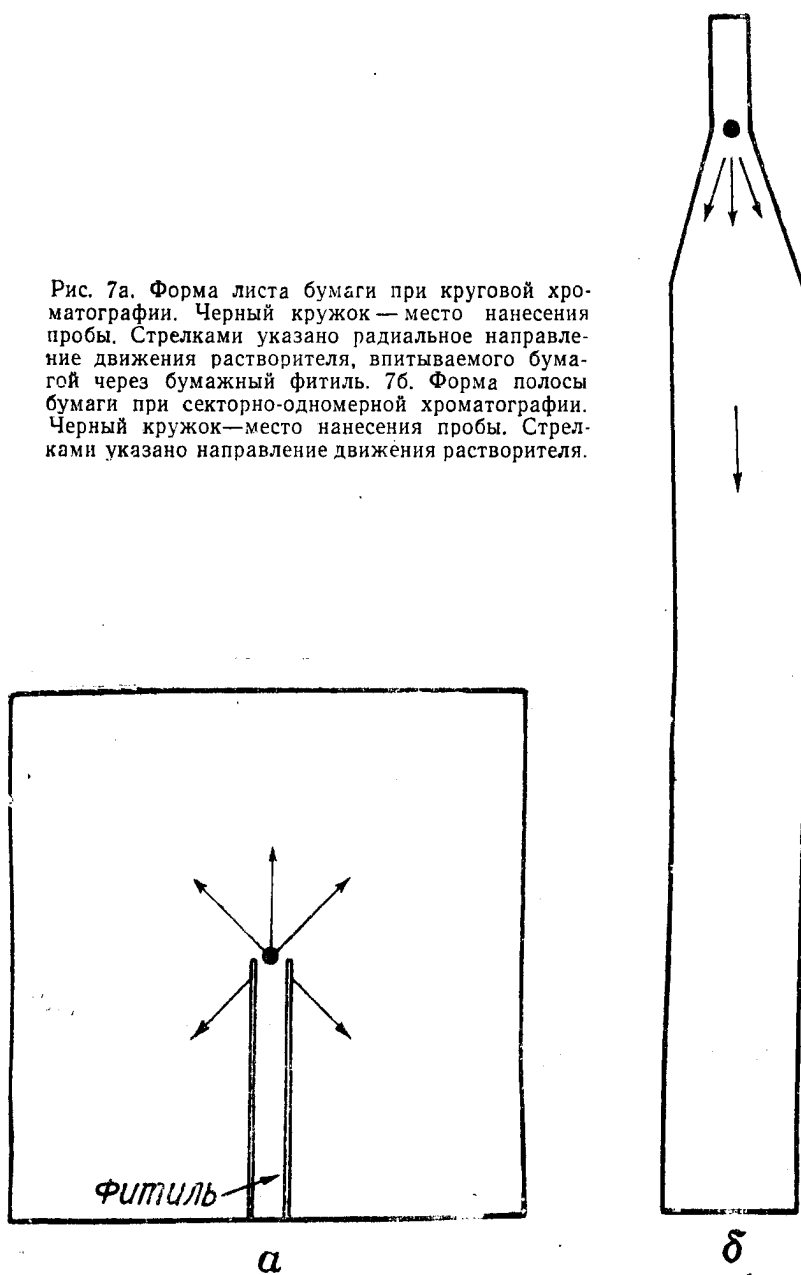 Рис. 7а. Форма листа бумаги при круговой хро-
матографии. Черный кружок — место нанесения
пробы. Стрелками указано радиальное направле-
ние движения растворителя, впитываемого бума-
гой через бумажный фитиль. 7б. Форма полосы
бумаги при секторно-одномерной хроматографии.
Черный кружок—место нанесения пробы. Стрел-
ками указано направление движения растворителя.
ФИТИЛЬ
а
б